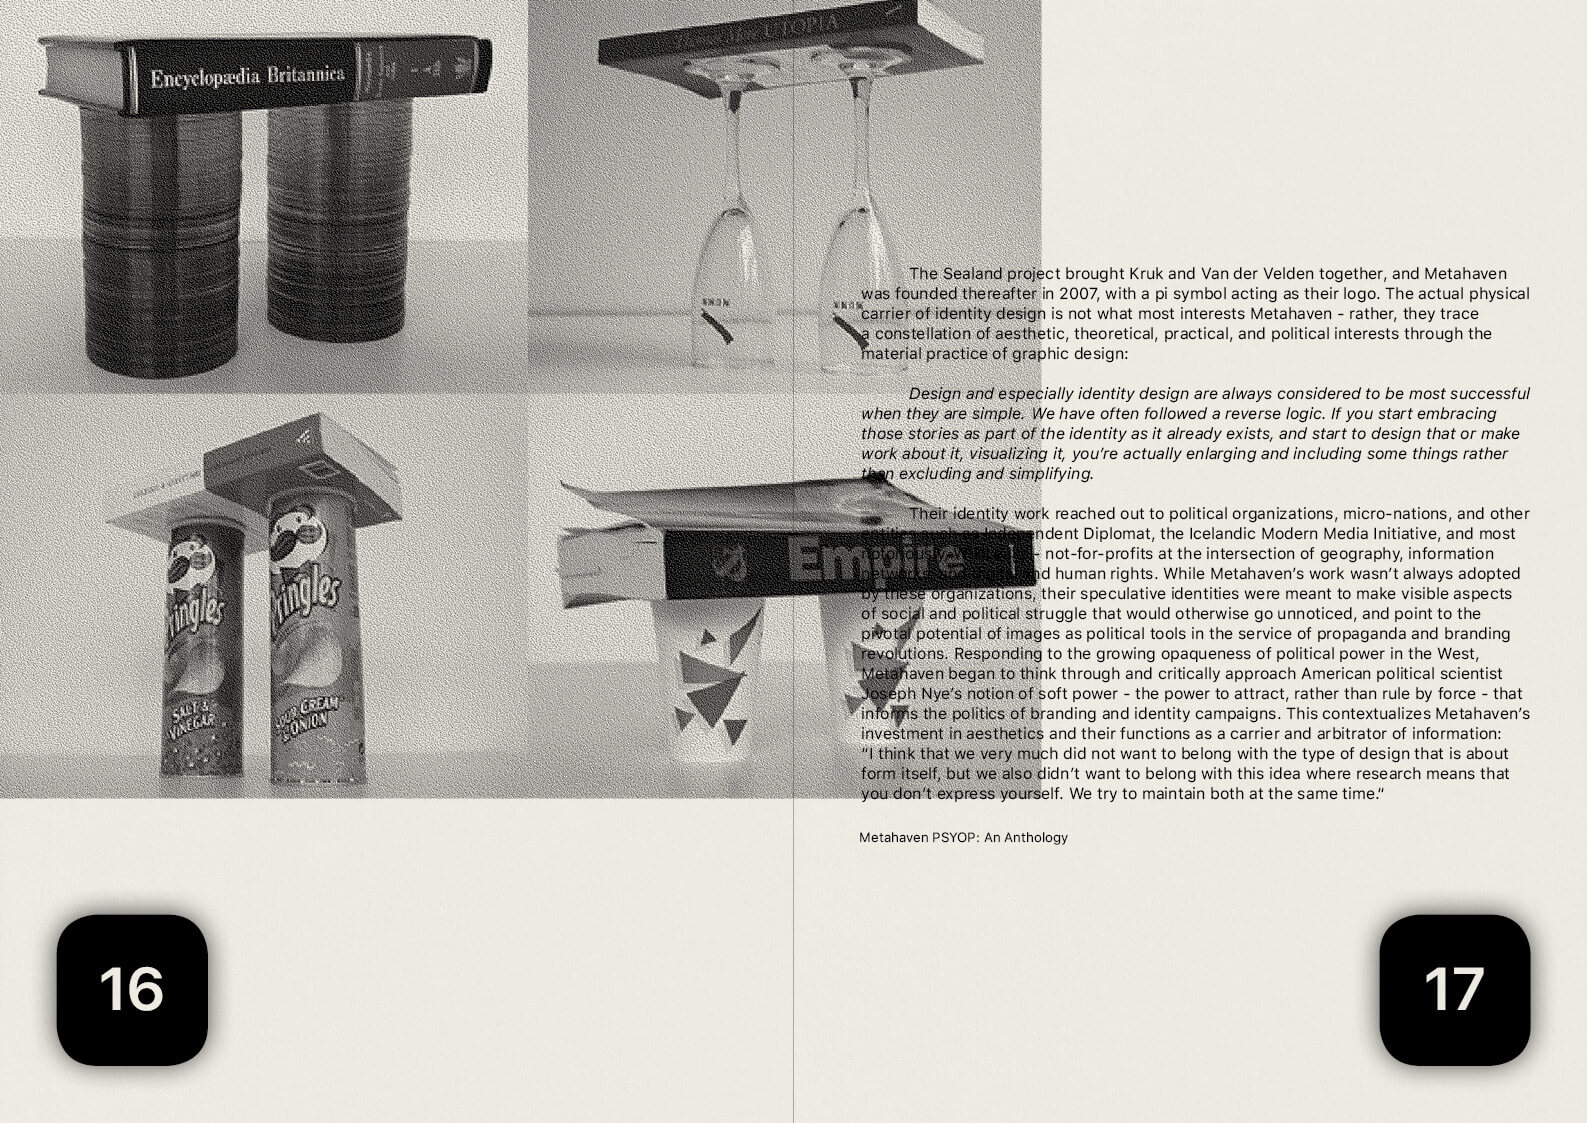 Encyclopædia Britannica
UTOPIA
Pringles
SALT &
VINEGAR
Pringles
SOUR CREAM
& ONION
Empire
The Sealand project brought Kruk and Van der Velden together, and Metahaven
was founded thereafter in 2007, with a pi symbol acting as their logo. The actual physical
carrier of identity design is not what most interests Metahaven - rather, they trace
a constellation of aesthetic, theoretical, practical, and political interests through the
material practice of graphic design:
Design and especially identity design are always considered to be most successful
when they are simple. We have often followed a reverse logic. If you start embracing
those stories as part of the identity as it already exists, and start to design that or make
work about it, visualizing it, you’re actually enlarging and including some things rather
than excluding and simplifying.
Their identity work reached out to political organizations, micro-nations, and other
entities such as Independent Diplomat, the Icelandic Modern Media Initiative, and most
- not-for-profits at the intersection of geography, information
and human rights. While Metahaven’s work wasn’t always adopted
by these organizations, their speculative identities were meant to make visible aspects
of social and political struggle that would otherwise go unnoticed, and point to the
pivotal potential of images as political tools in the service of propaganda and branding
revolutions. Responding to the growing opaqueness of political power in the West,
Metahaven began to think through and critically approach American political scientist
Joseph Nye’s notion of soft power - the power to attract, rather than rule by force - that
informs the politics of branding and identity campaigns. This contextualizes Metahaven’s
investment in aesthetics and their functions as a carrier and arbitrator of information:
“I think that we very much did not want to belong with the type of design that is about
form itself, but we also didn’t want to belong with this idea where research means that
you don’t express yourself. We try to maintain both at the same time.“
Metahaven PSYOP: An Anthology
16
17